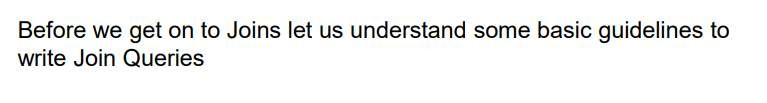 Before we get on to Joins let us understand some basic guidelines to
write Join Queries